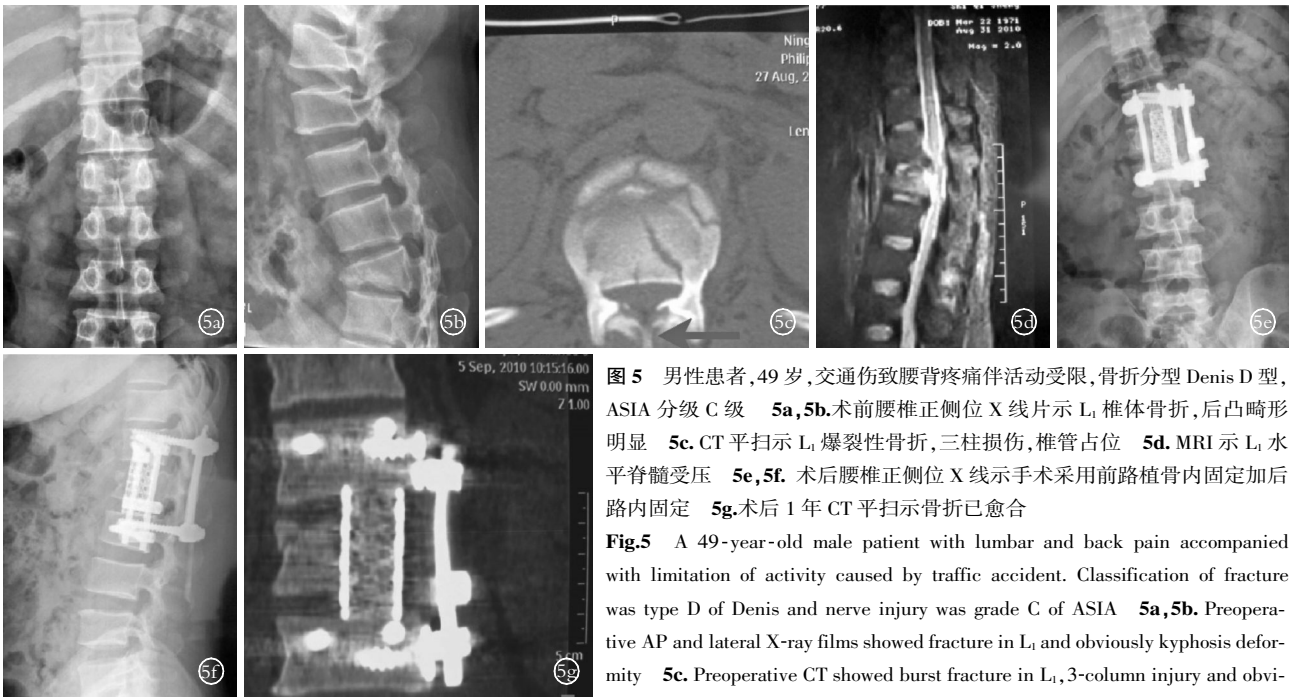 p
Ning
Philip
27 Aug, 2
Len
DOB: Mar 22 1971
Aug 31 2010
Mag = 2.0
P
5a
5b
5c
5d
5e
5 Sep, 2010 10:15:16.00
SW 0.00 mm
Z 1.00
5 cm
5f
5g
图 5 男性患者,49 岁,交通伤致腰背疼痛伴活动受限,骨折分型 Denis D 型,
ASIA 分级 C 级 5a,5b.术前腰椎正侧位 X 线片示 L₁ 椎体骨折,后凸畸形
明显 5c. CT 平扫示 L₁ 爆裂性骨折,三柱损伤,椎管占位 5d. MRI 示 L₁ 水
平脊髓受压 5e,5f. 术后腰椎正侧位 X 线示手术采用前路植骨内固定加后
路内固定 5g.术后 1 年 CT 平扫示骨折已愈合
Fig.5 A 49-year-old male patient with lumbar and back pain accompanied
with limitation of activity caused by traffic accident. Classification of fracture
was type D of Denis and nerve injury was grade C of ASIA 5a,5b. Preopera-
tive AP and lateral X-ray films showed fracture in L₁ and obviously kyphosis defor-
mity 5c. Preoperative CT showed burst fracture in L₁,3-column injury and obvi-